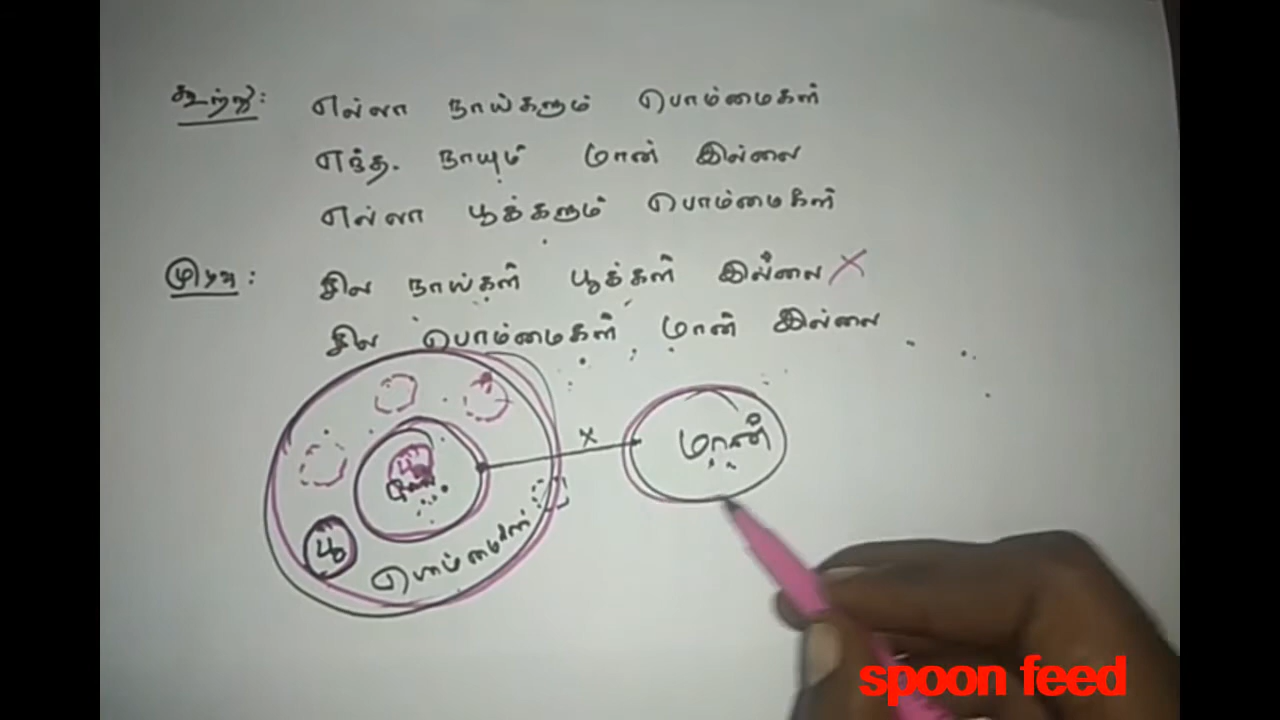 கூற்று: எல்லா நாய்களும் பொம்மைகள்
எந்த நாயும் மான் இல்லை
எல்லா பூக்களும் பொம்மைகள்
முடிவு: சில நாய்கள் பூக்கள் இல்லை X
சில பொம்மைகள் மான் இல்லை
x
மான்
பூ
பூ
பொம்மைகள்
spoon feed